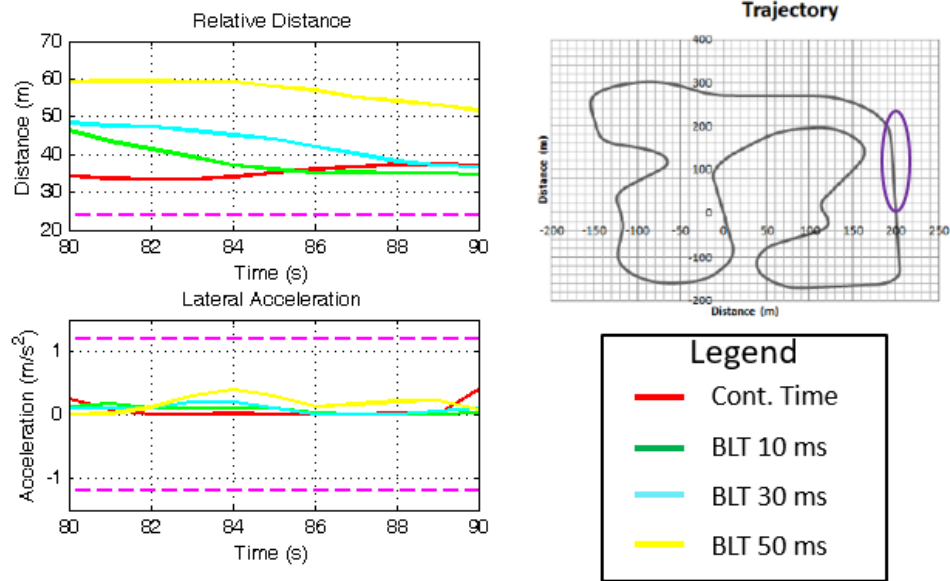 Relative Distance
70
60
50
40
30
20
Distance (m)
80 82 84 86 88 90
Time (s)
Lateral Acceleration
1
0
-1
Acceleration (m/s²)
80 82 84 86 88 90
Time (s)
Trajectory
400
300
200
100
0
-200 -150 -100 -50 0 50 100 150 200 250
-100
-200
Distance (m)
Distance (m)
Legend
Cont. Time
BLT 10 ms
BLT 30 ms
BLT 50 ms